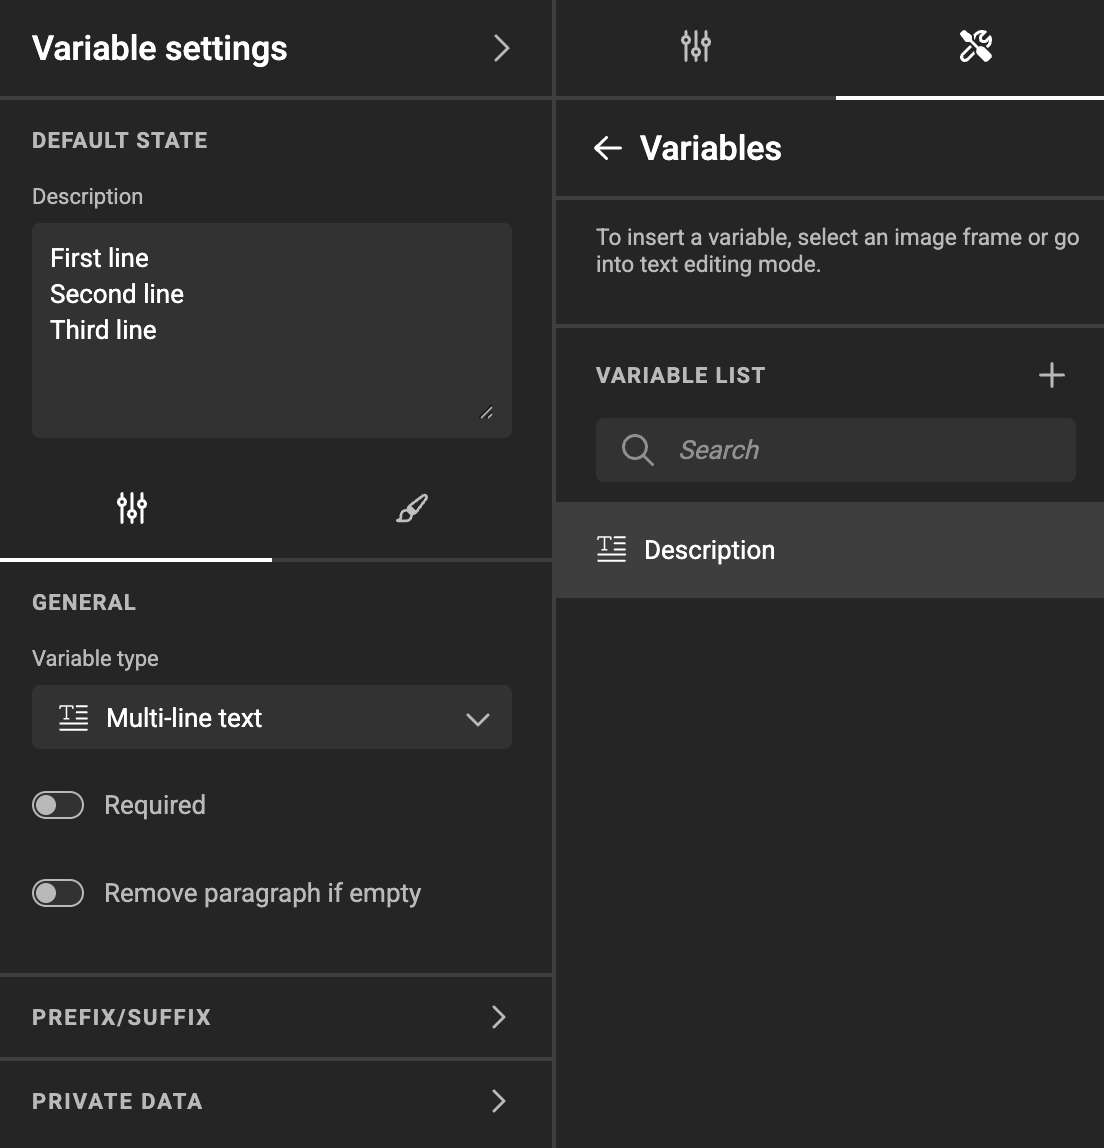 Variable settings
DEFAULT STATE
Description
First line
Second line
Third line
GENERAL
Variable type
Multi-line text
Required
Remove paragraph if empty
PREFIX/SUFFIX
PRIVATE DATA
Variables
To insert a variable, select an image frame or go
into text editing mode.
VARIABLE LIST
Search
Description